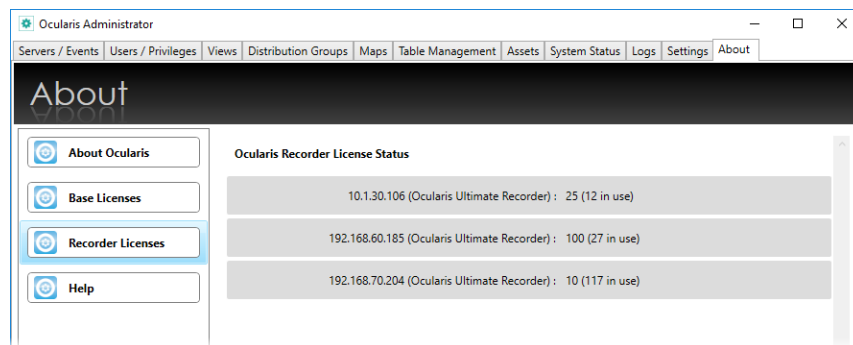 Ocularis Administrator
Servers / Events Users / Privileges Views Distribution Groups Maps Table Management Assets System Status Logs Settings About
About
About Ocularis
Base Licenses
Recorder Licenses
Help
Ocularis Recorder License Status
10.1.30.106 (Ocularis Ultimate Recorder) : 25 (12 in use)
192.168.60.185 (Ocularis Ultimate Recorder) : 100 (27 in use)
192.168.70.204 (Ocularis Ultimate Recorder) : 10 (117 in use)